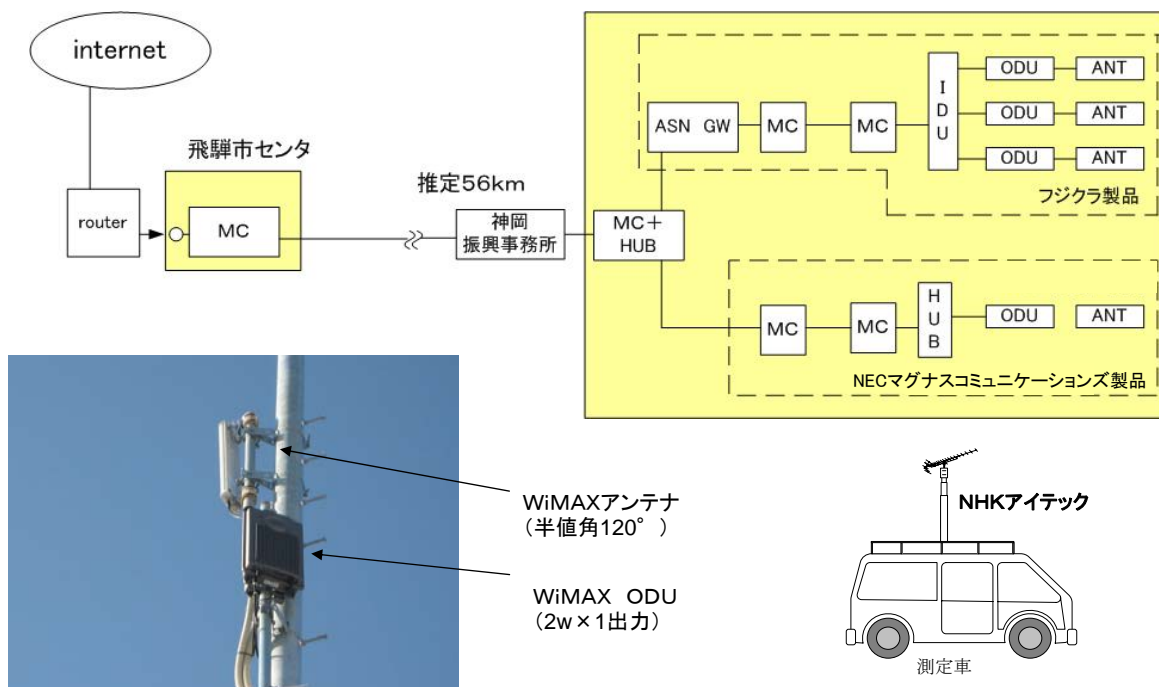 internet
router
飛騨市センタ
MC
推定56km
神岡
振興事務所
MC＋
HUB
ASN GW
MC
MC
IDU
ODU
ANT
ODU
ANT
ODU
ANT
フジクラ製品
MC
MC
HUB
ODU
ANT
NECマグナスコミュニケーションズ製品
WiMAXアンテナ
（半値角120°）
WiMAX ODU
（2w×1出力）
NHKアイテック
測定車